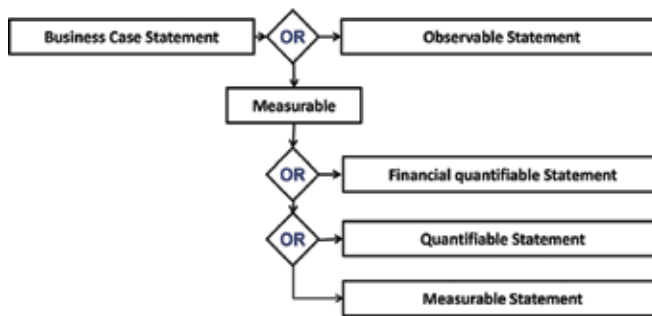 Business Case Statement
OR
Observable Statement
Measurable
OR
Financial quantifiable Statement
OR
Quantifiable Statement
Measurable Statement